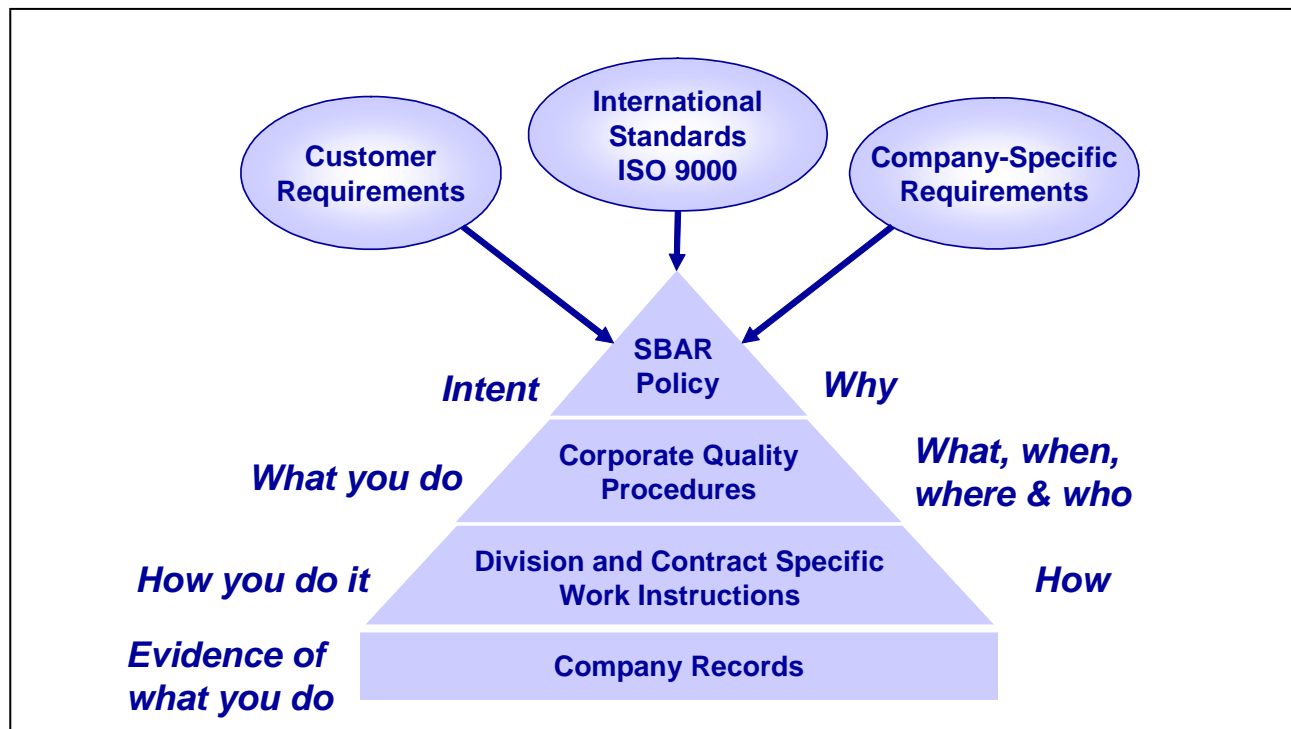 International
Standards
ISO 9000
Customer
Requirements
Company-Specific
Requirements
SBAR
Policy
Intent
Why
Corporate Quality
Procedures
What you do
What, when,
where & who
Division and Contract Specific
Work Instructions
How you do it
How
Evidence of
what you do
Company Records